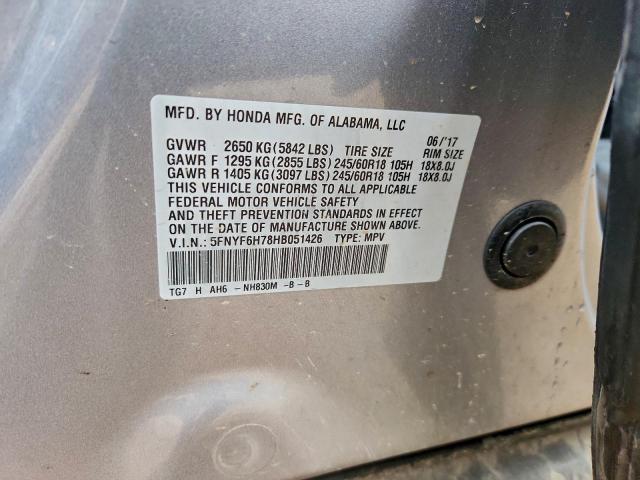 MFD. BY HONDA MFG. OF ALABAMA, LLC
GVWR 2650 KG (5842 LBS) TIRE SIZE 06/'17 RIM SIZE
GAWR F 1295 KG (2855 LBS) 245/60R18 105H 18X8.0J
GAWR R 1405 KG (3097 LBS) 245/60R18 105H 18X8.0J
THIS VEHICLE CONFORMS TO ALL APPLICABLE
FEDERAL MOTOR VEHICLE SAFETY
AND THEFT PREVENTION STANDARDS IN EFFECT
ON THE DATE OF MANUFACTURE SHOWN ABOVE.
V.I.N.: 5FNYF6H78HB051426 TYPE: MPV
TG7 H AH6 -NH830M -B-B